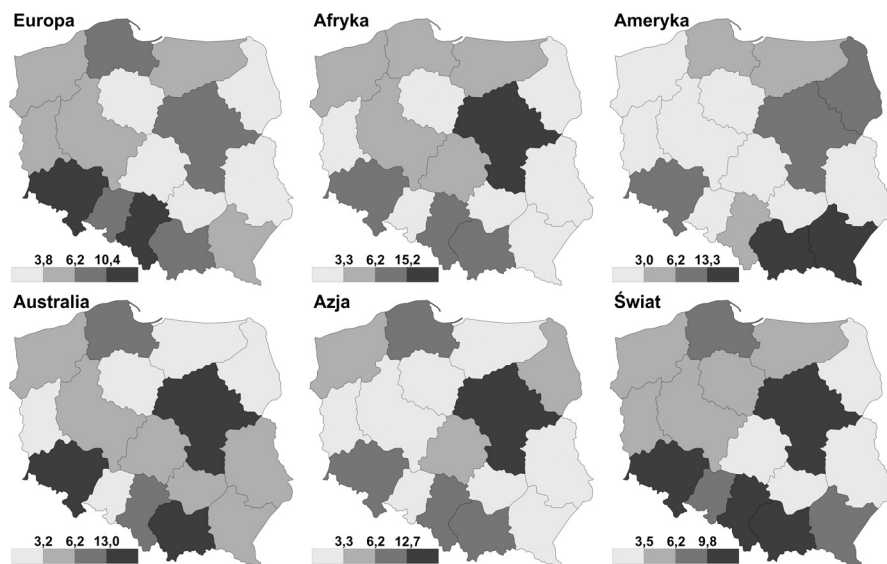 Europa
Afryka
Ameryka
3,8 6,2 10,4
3,3 6,2 15,2
3,0 6,2 13,3
Australia
Azja
Świat
3,2 6,2 13,0
3,3 6,2 12,7
3,5 6,2 9,8